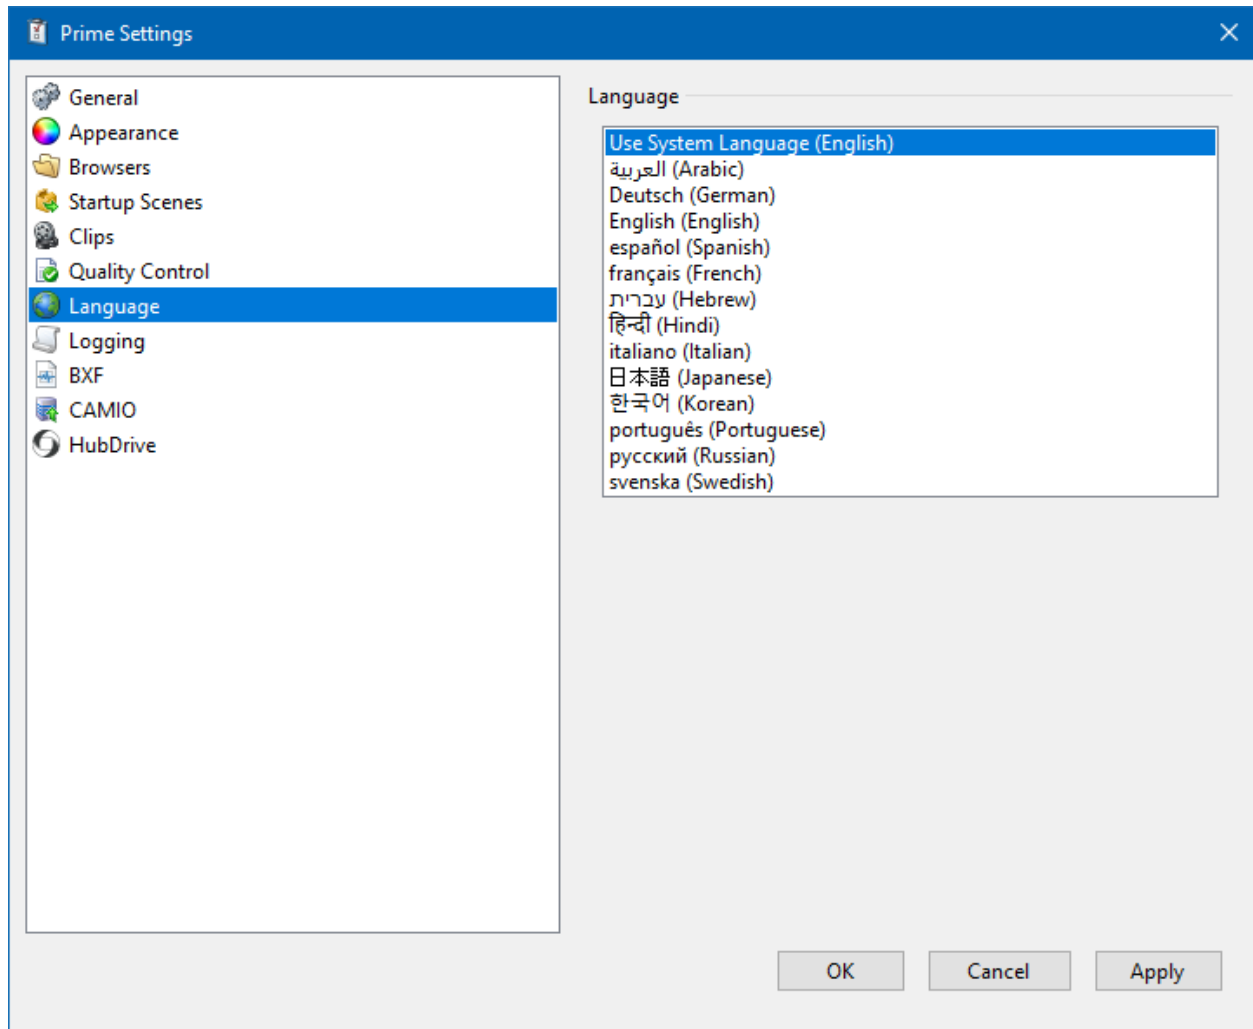 Prime Settings
General
Appearance
Browsers
Startup Scenes
Clips
Quality Control
Language
Logging
BXF
CAMIO
HubDrive
Language
Use System Language (English)
العربية (Arabic)
Deutsch (German)
English (English)
español (Spanish)
français (French)
עברית (Hebrew)
हिन्दी (Hindi)
italiano (Italian)
日本語 (Japanese)
한국어 (Korean)
português (Portuguese)
русский (Russian)
svenska (Swedish)
OK
Cancel
Apply